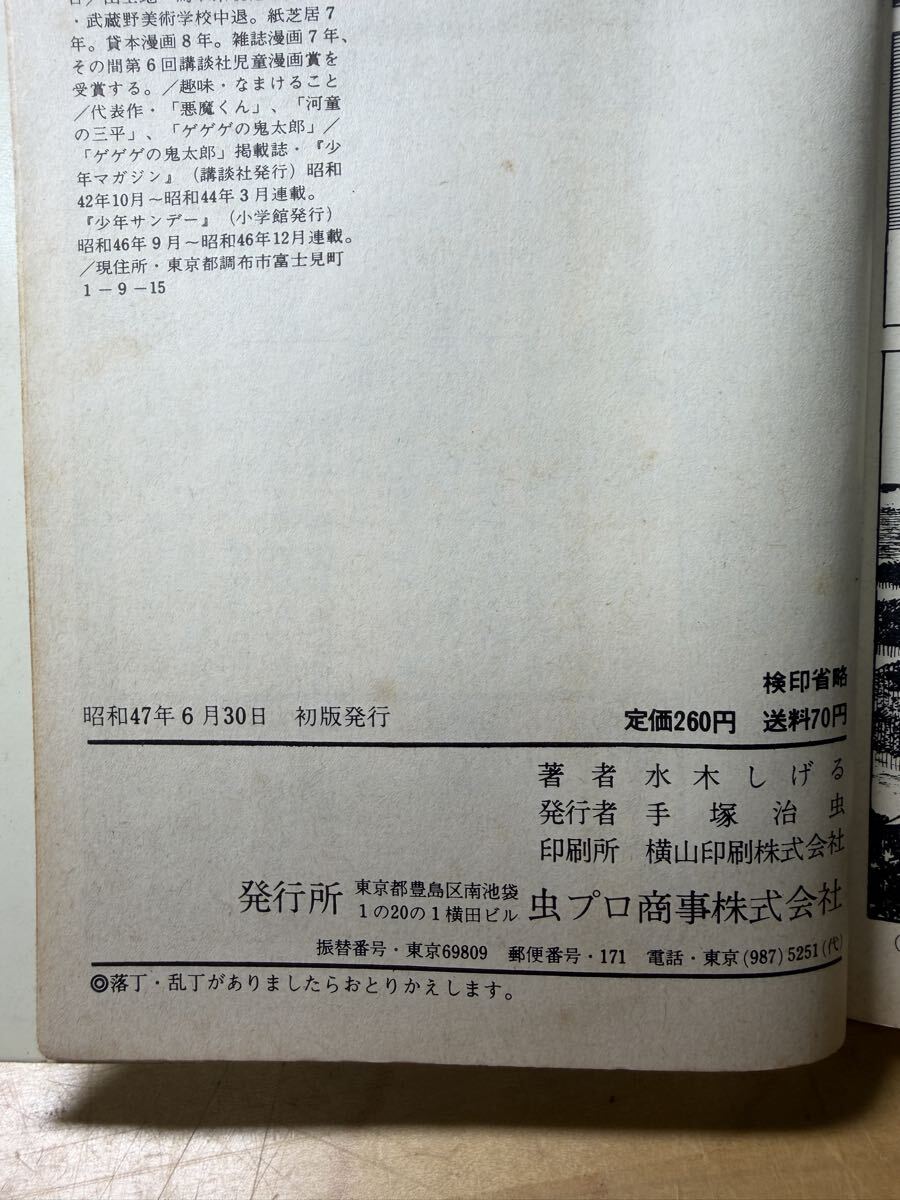 ・武蔵野美術学校中退。紙芝居7
年。貸本漫画8年。雑誌漫画7年、
その間第6回講談社児童漫画賞を
受賞する。／趣味・なまけること
／代表作・「悪魔くん」、「河童
の三平」、「ゲゲゲの鬼太郎」／
「ゲゲゲの鬼太郎」掲載誌・『少
年マガジン』（講談社発行）昭和
42年10月～昭和44年3月連載。
『少年サンデー』（小学館発行）
昭和46年9月～昭和46年12月連載。
／現住所・東京都調布市富士見町
1－9－15
検印省略
昭和47年6月30日　初版発行
定価260円　送料70円
著者　水木しげる
発行者　手塚治虫
印刷所　横山印刷株式会社
発行所　東京都豊島区南池袋
1の20の1横田ビル　虫プロ商事株式会社
振替番号・東京69809　郵便番号・171　電話・東京(987)5251(代)
◎落丁・乱丁がありましたらおとりかえします。